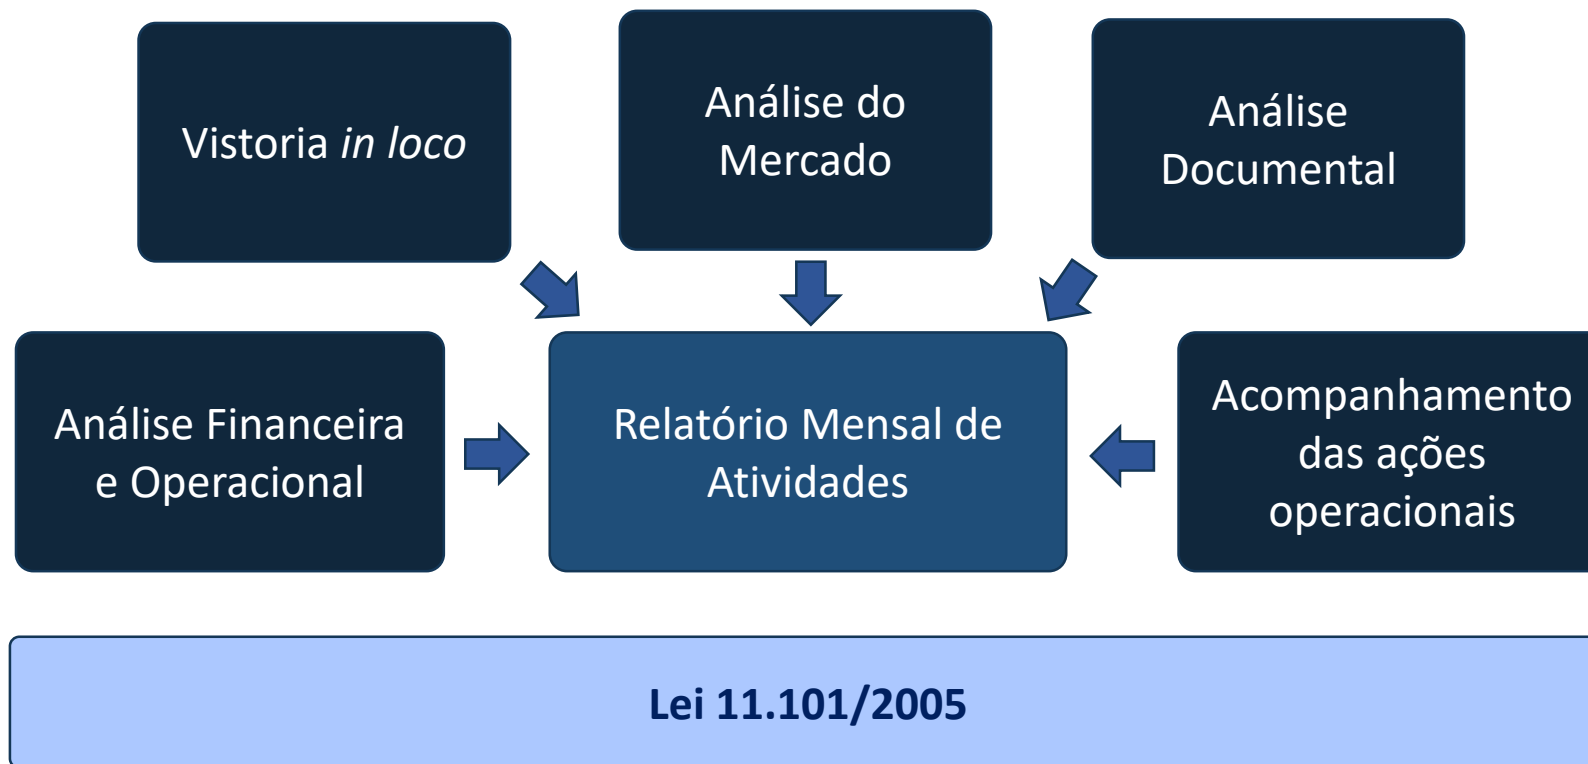 Vistoria in loco
Análise do
Mercado
Análise
Documental
Análise Financeira
e Operacional
Relatório Mensal de
Atividades
Acompanhamento
das ações
operacionais
Lei 11.101/2005